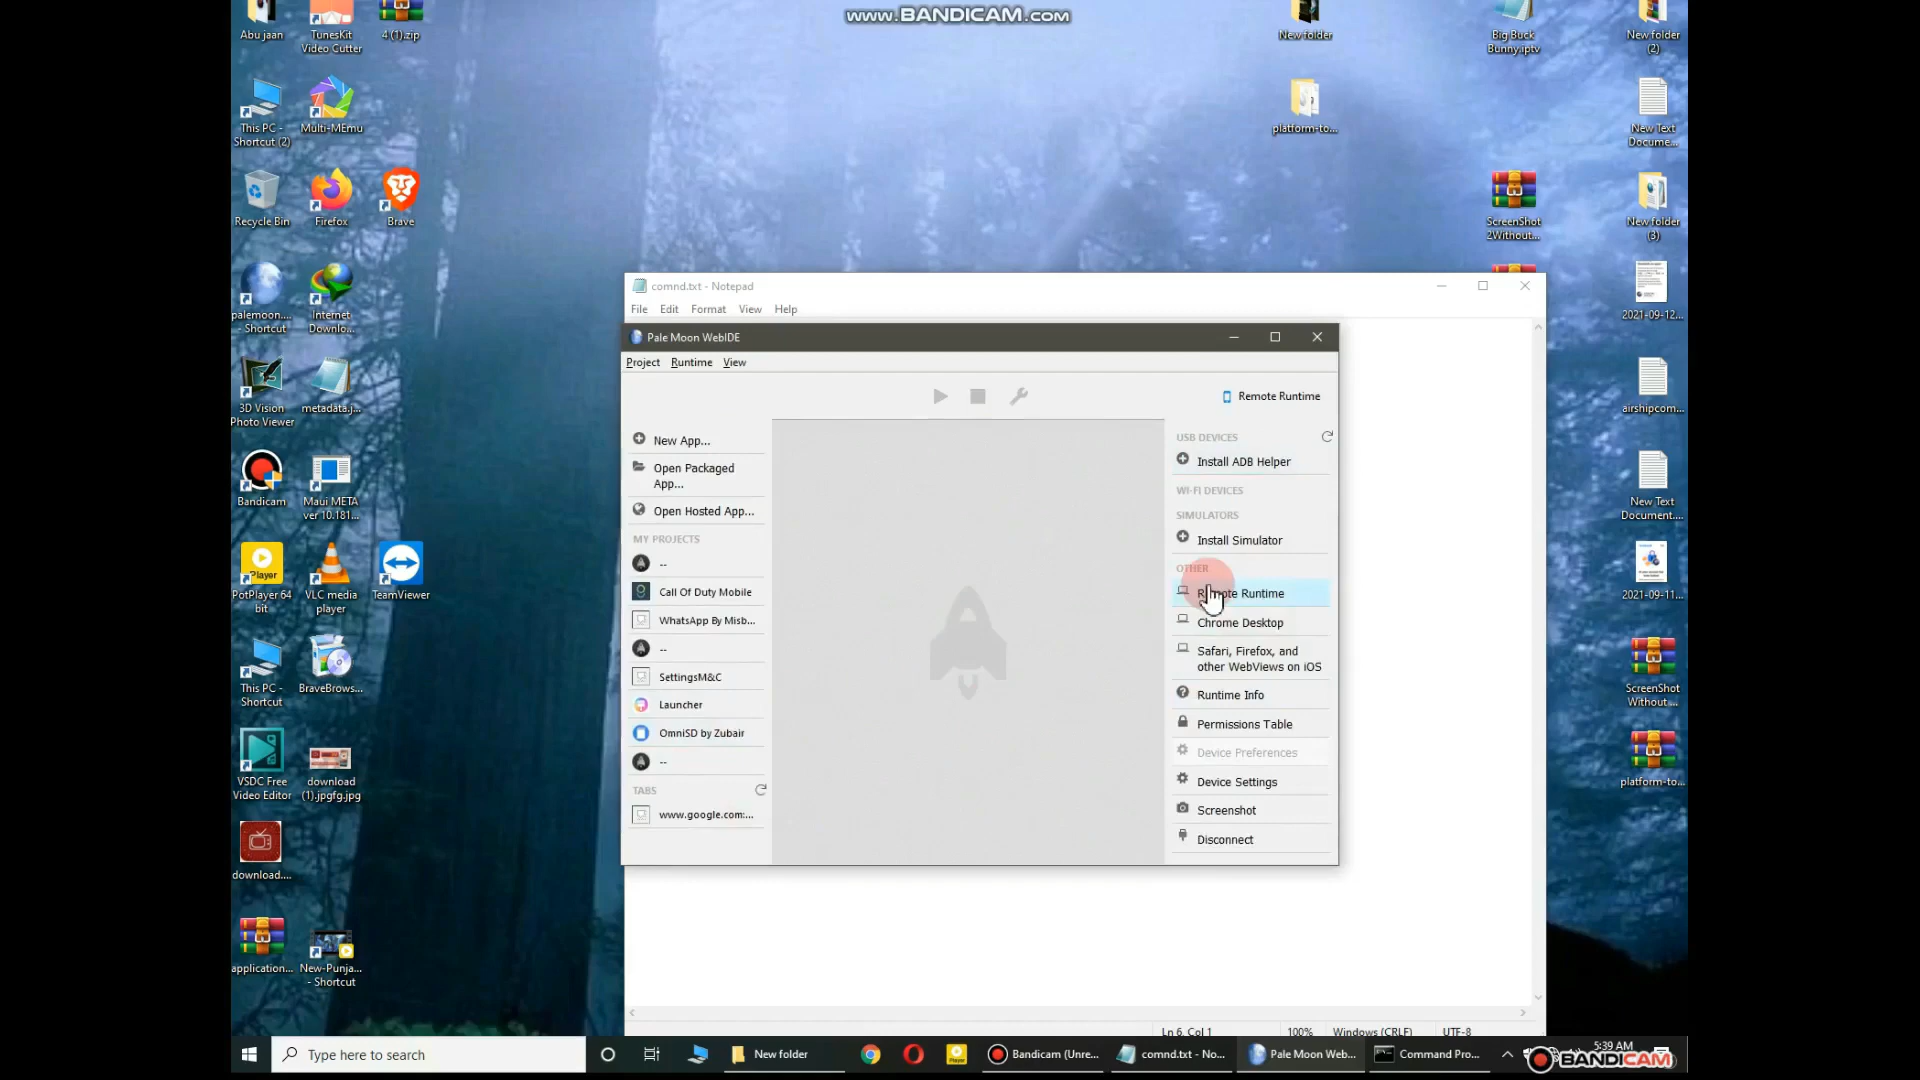 www.BANDICAM.com
Abu jaan
TunesKit
Video Cutter
4 (1).zip
New folder
Big Buck
Bunny.iptv
New folder
(2)
This PC -
Shortcut (2)
Multi-MEmu
platform-to...
New Text
Docume...
Recycle Bin
Firefox
Brave
ScreenShot
2Without...
New folder
(3)
palemoon....
- Shortcut
Internet
Downlo...
2021-09-12...
3D Vision
Photo Viewer
metadata.j...
airshipcom...
Bandicam
Maui META
ver 10.181...
New Text
Document....
PotPlayer 64
bit
VLC media
player
TeamViewer
2021-09-11...
This PC -
Shortcut
BraveBrows...
ScreenShot
Without ...
VSDC Free
Video Editor
download
(1).jpgfg.jpg
platform-to...
download....
application...
New-Punja...
- Shortcut
comnd.txt - Notepad
File Edit Format View Help
Pale Moon WebIDE
Project Runtime View
Remote Runtime
New App...
Open Packaged
App...
Open Hosted App...
MY PROJECTS
--
Call Of Duty Mobile
WhatsApp By Misb...
--
SettingsM&C
Launcher
OmniSD by Zubair
--
TABS
www.google.com:...
USB DEVICES
Install ADB Helper
WI-FI DEVICES
SIMULATORS
Install Simulator
OTHER
Remote Runtime
Chrome Desktop
Safari, Firefox, and
other WebViews on iOS
Runtime Info
Permissions Table
Device Preferences
Device Settings
Screenshot
Disconnect
Ln 6, Col 1 100% Windows (CRLF) UTF-8
Type here to search
New folder
Bandicam (Unre...
comnd.txt - No...
Pale Moon Web...
Command Pro...
5:39 AM
BANDICAM